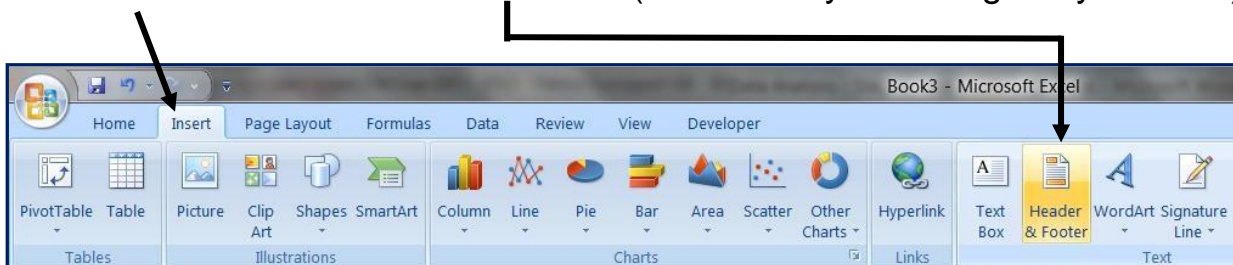 Book3 - Microsoft Excel
Home Insert Page Layout Formulas Data Review View Developer
PivotTable Table Picture Clip Art Shapes SmartArt Column Line Pie Bar Area Scatter Other Charts Hyperlink Text Box Header & Footer WordArt Signature Line
Tables Illustrations Charts Links Text